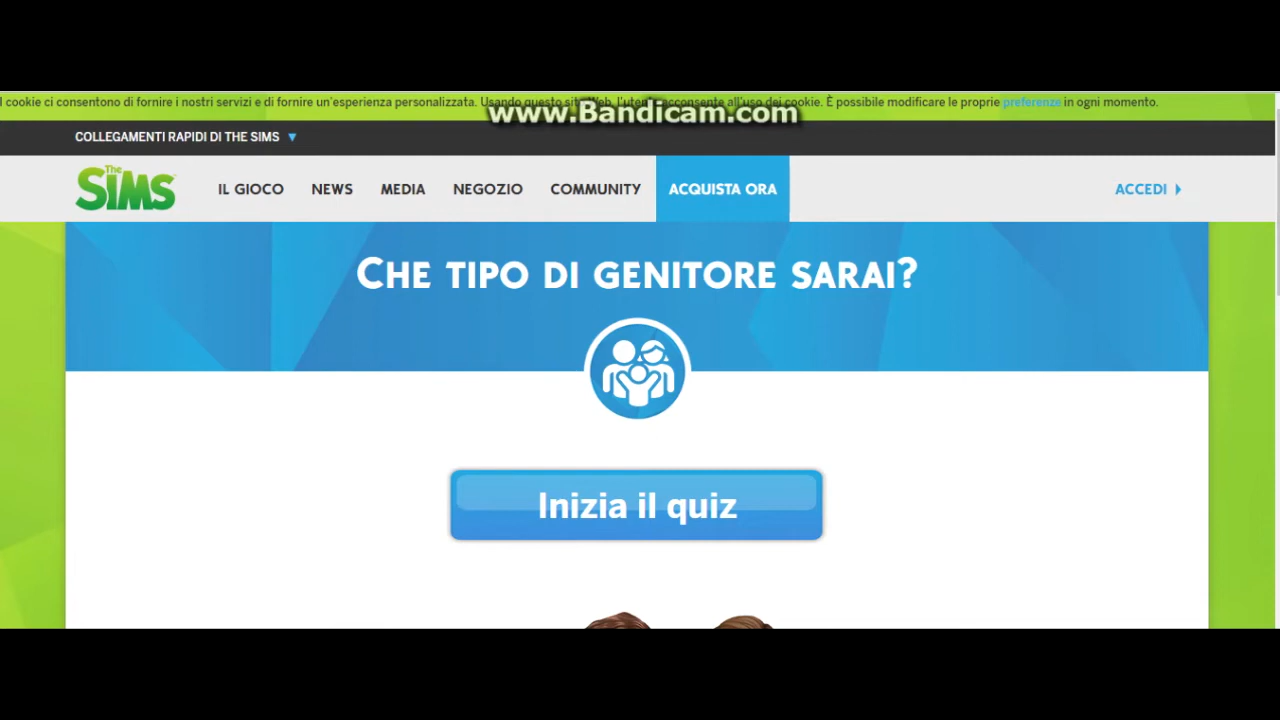 I cookie ci consentono di fornire i nostri servizi e di fornire un'esperienza personalizzata. Usando questo sito Web, l'utente acconsente all'uso dei cookie. È possibile modificare le proprie preferenze in ogni momento.
www.Bandicam.com
COLLEGAMENTI RAPIDI DI THE SIMS
The SIMS IL GIOCO NEWS MEDIA NEGOZIO COMMUNITY ACQUISTA ORA ACCEDI
CHE TIPO DI GENITORE SARAI?
Inizia il quiz